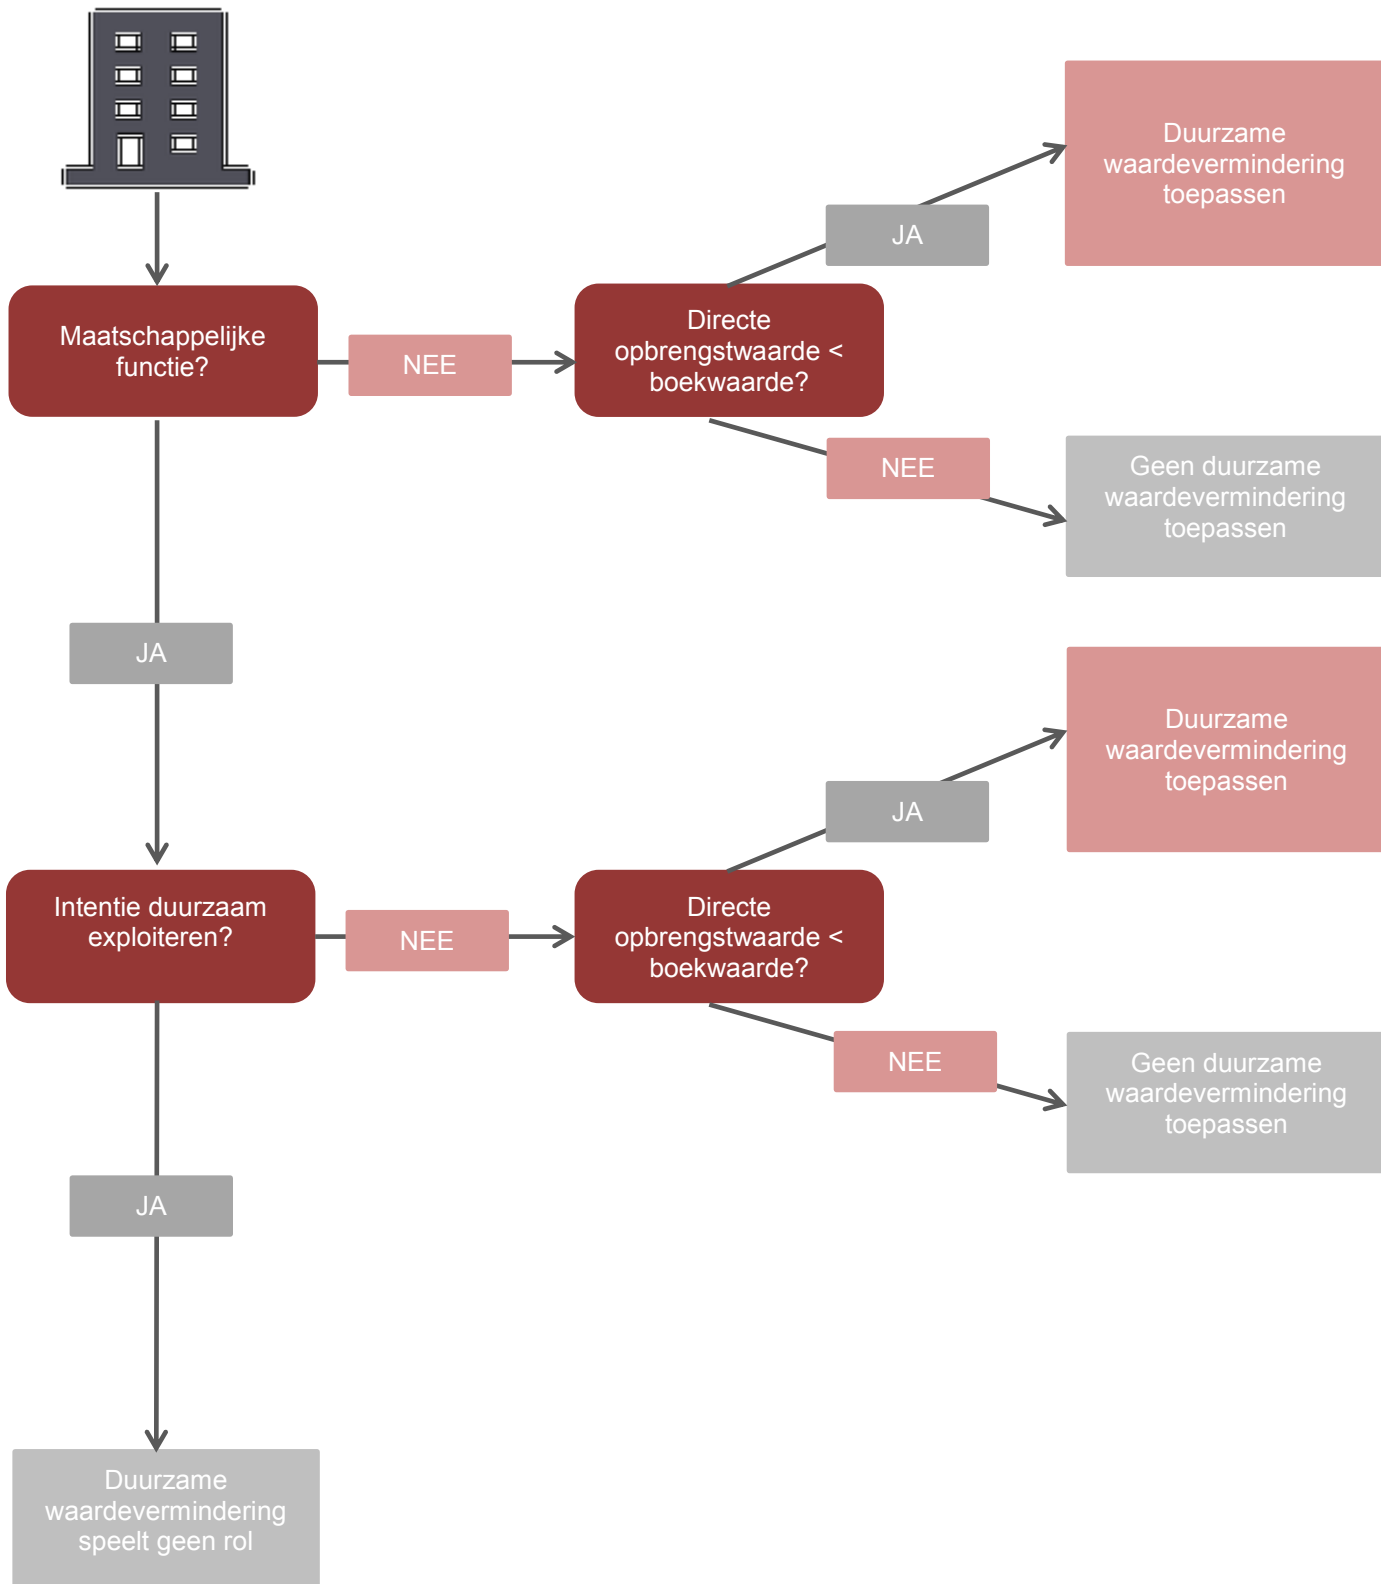 Duurzame
waardevermindering
toepassen
JA
Maatschappelijke
functie?
NEE
Directe
opbrengstwaarde <
boekwaarde?
NEE
Geen duurzame
waardevermindering
toepassen
JA
Duurzame
waardevermindering
toepassen
JA
Intentie duurzaam
exploiteren?
NEE
Directe
opbrengstwaarde <
boekwaarde?
NEE
Geen duurzame
waardevermindering
toepassen
JA
Duurzame
waardevermindering
speelt geen rol